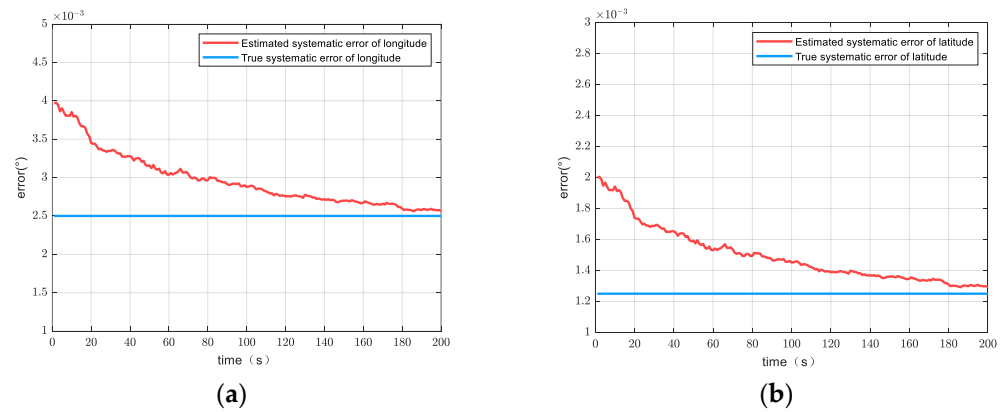 ×10⁻³
5
4.5
4
3.5
3
2.5
2
1.5
1
error(°)
Estimated systematic error of longitude
True systematic error of longitude
0 20 40 60 80 100 120 140 160 180 200
time（s）
(a)
×10⁻³
3
2.8
2.6
2.4
2.2
2
1.8
1.6
1.4
1.2
1
error(°)
Estimated systematic error of latitude
True systematic error of latitude
0 20 40 60 80 100 120 140 160 180 200
time（s）
(b)